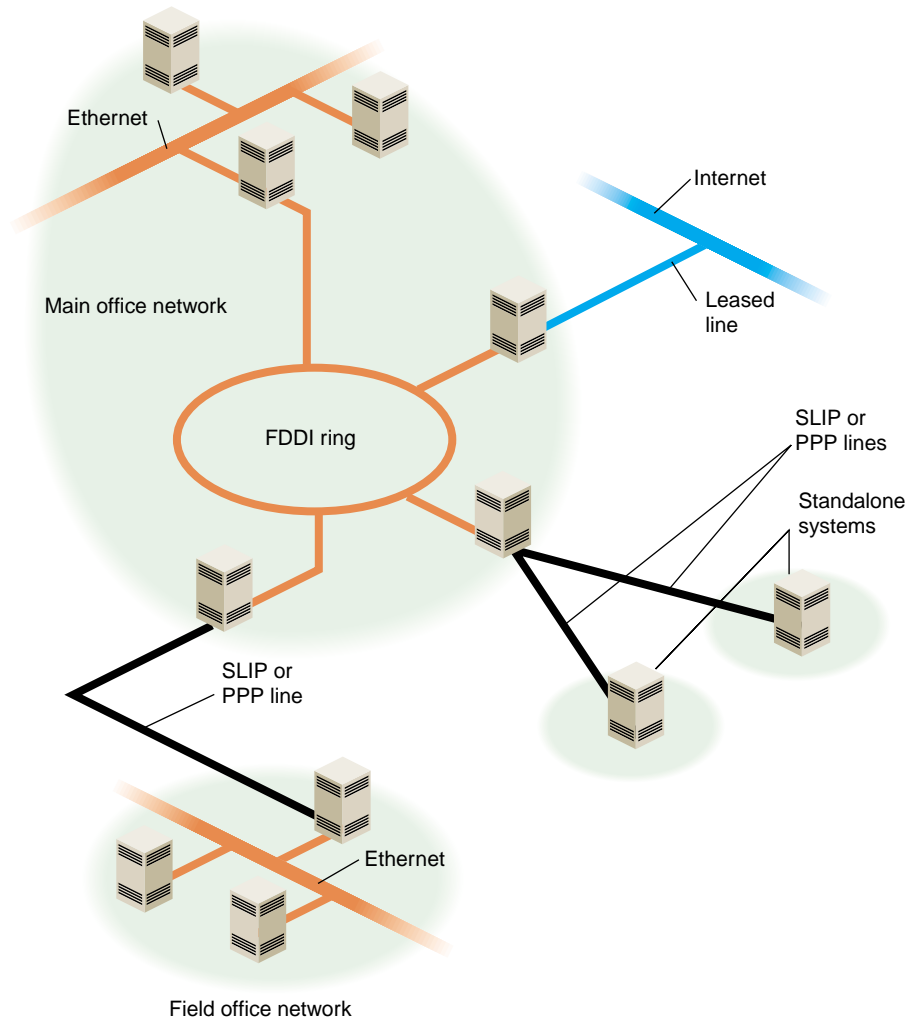 Ethernet
Internet
Main office network
Leased
line
FDDI ring
SLIP or
PPP lines
Standalone
systems
SLIP or
PPP line
Ethernet
Field office network